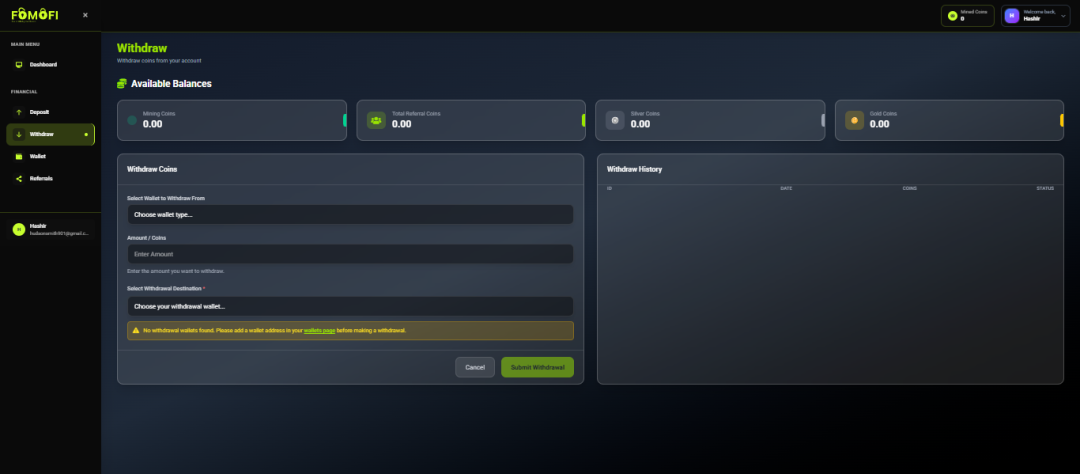 FOMOFI
×
Mined Coins
0
Welcome back,
H
Hashir
MAIN MENU
Dashboard
FINANCIAL
Deposit
Withdraw
Wallet
Referrals
H
Hashir
Withdraw
Withdraw coins from your account
Available Balances
Mining Coins
0.00
Total Referral Coins
0.00
Silver Coins
0.00
Gold Coins
0.00
Withdraw Coins
Select Wallet to Withdraw From
Choose wallet type...
Amount / Coins
Enter Amount
Enter the amount you want to withdraw.
Select Withdrawal Destination *
Choose your withdrawal wallet...
No withdrawal wallets found. Please add a wallet address in your wallets page before making a withdrawal.
Cancel
Submit Withdrawal
Withdraw History
ID DATE COINS STATUS